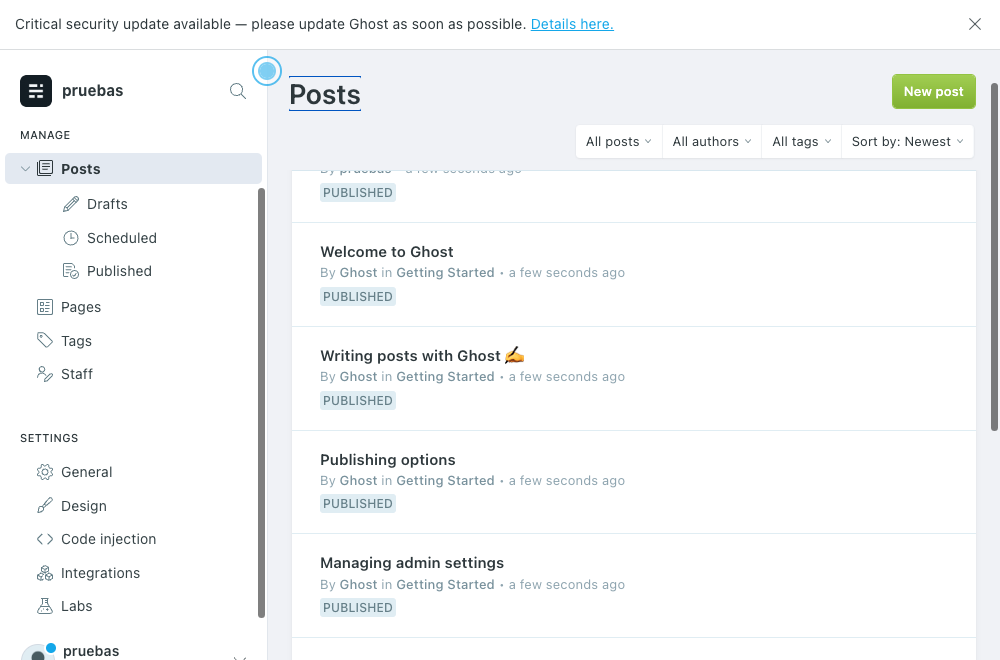 Critical security update available — please update Ghost as soon as possible. Details here.
pruebas
MANAGE
Posts
Drafts
Scheduled
Published
Pages
Tags
Staff
SETTINGS
General
Design
Code injection
Integrations
Labs
pruebas
Posts
New post
All posts
All authors
All tags
Sort by: Newest
By pruebas • a few seconds ago
PUBLISHED
Welcome to Ghost
By Ghost in Getting Started • a few seconds ago
PUBLISHED
Writing posts with Ghost ✍️
By Ghost in Getting Started • a few seconds ago
PUBLISHED
Publishing options
By Ghost in Getting Started • a few seconds ago
PUBLISHED
Managing admin settings
By Ghost in Getting Started • a few seconds ago
PUBLISHED